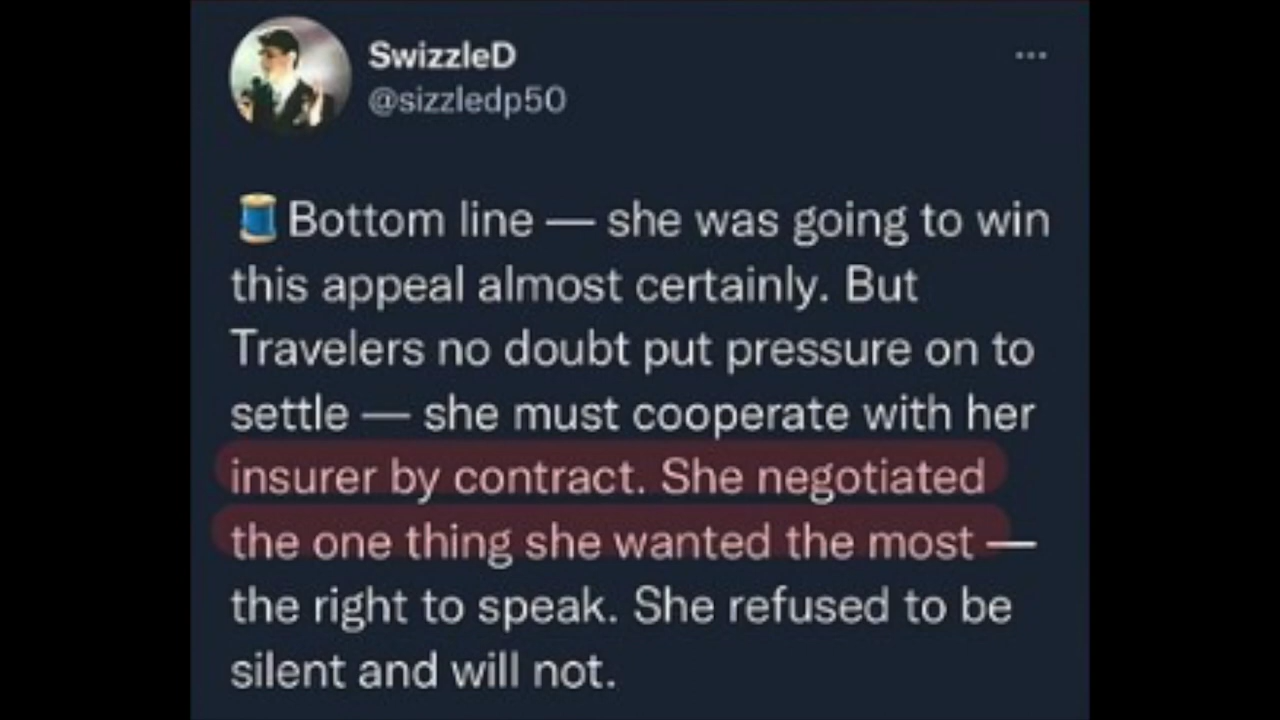 SwizzleD
@sizzledp50
🧵Bottom line — she was going to win
this appeal almost certainly. But
Travelers no doubt put pressure on to
settle — she must cooperate with her
insurer by contract. She negotiated
the one thing she wanted the most —
the right to speak. She refused to be
silent and will not.